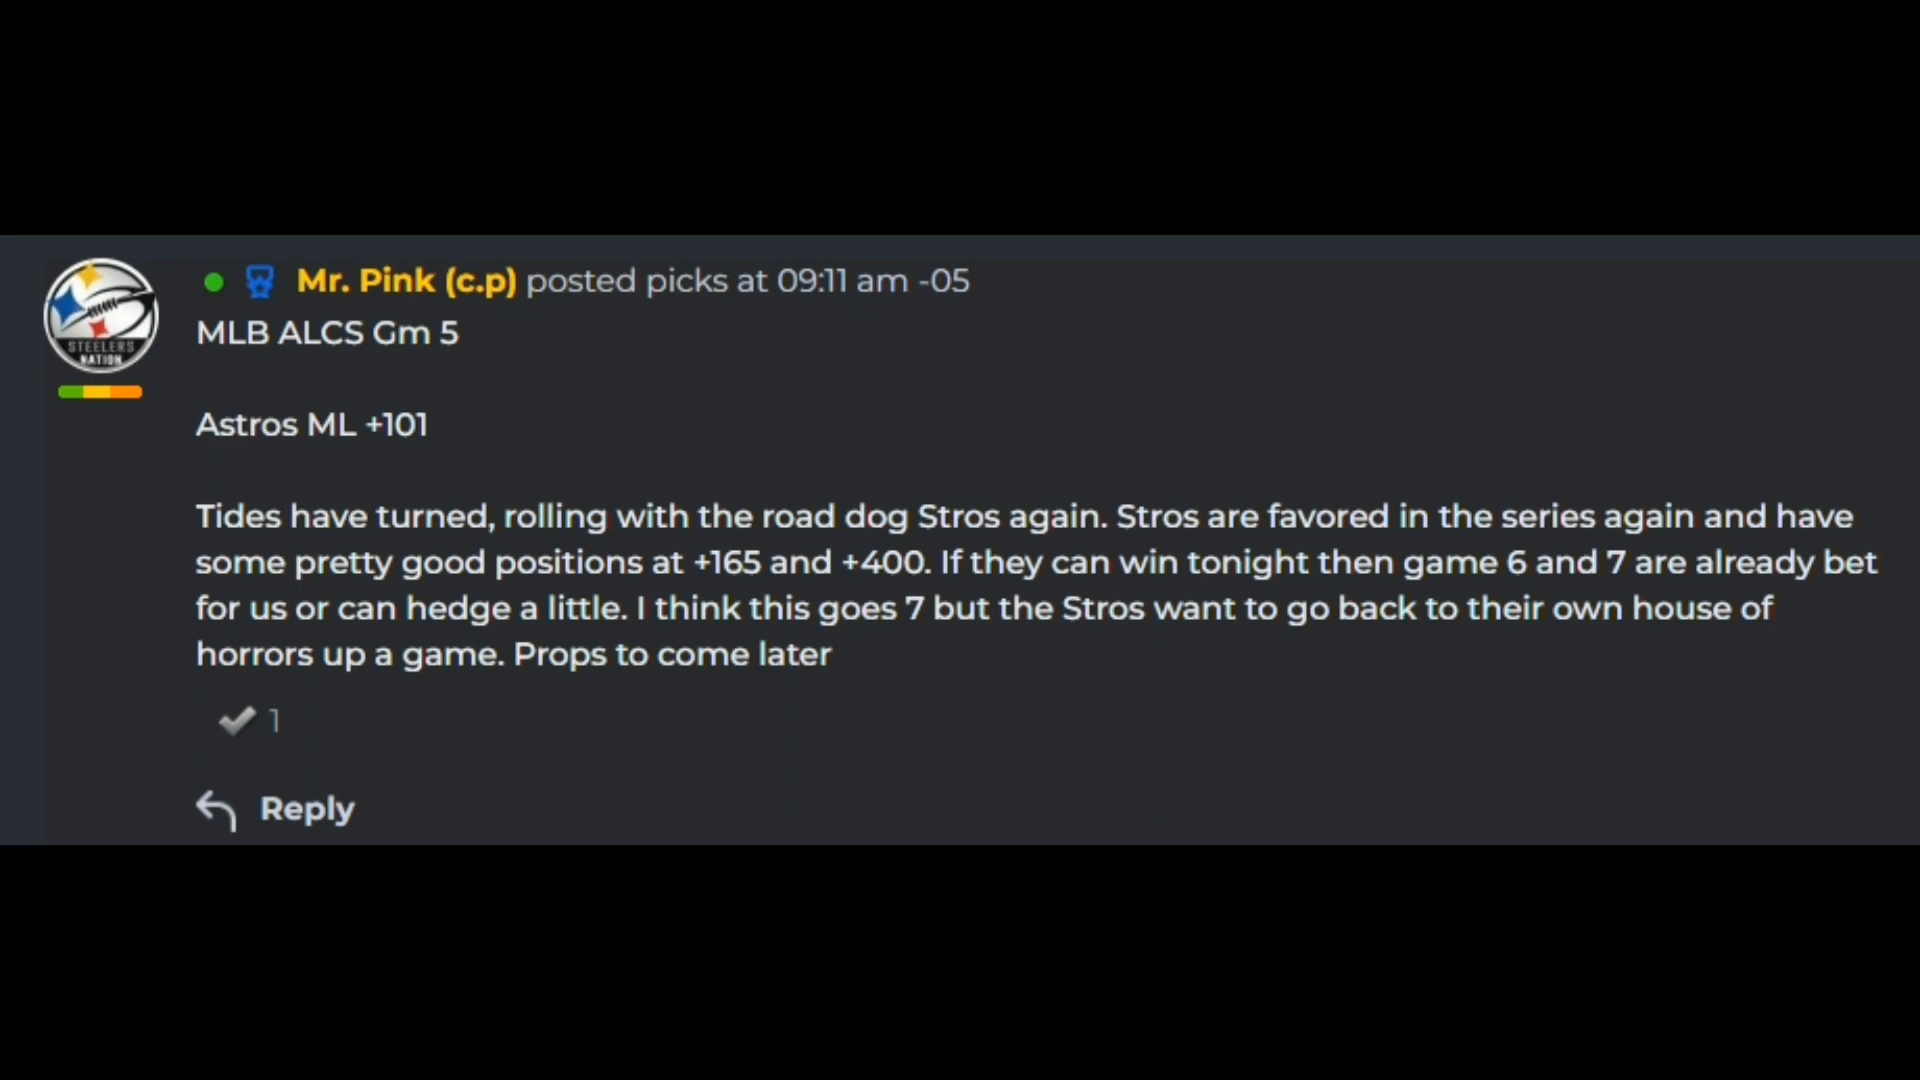 Mr. Pink (c.p) posted picks at 09:11 am -05
MLB ALCS Gm 5
STEELERS
NATION
Astros ML +101
Tides have turned, rolling with the road dog Stros again. Stros are favored in the series again and have
some pretty good positions at +165 and +400. If they can win tonight then game 6 and 7 are already bet
for us or can hedge a little. I think this goes 7 but the Stros want to go back to their own house of
horrors up a game. Props to come later
1
Reply